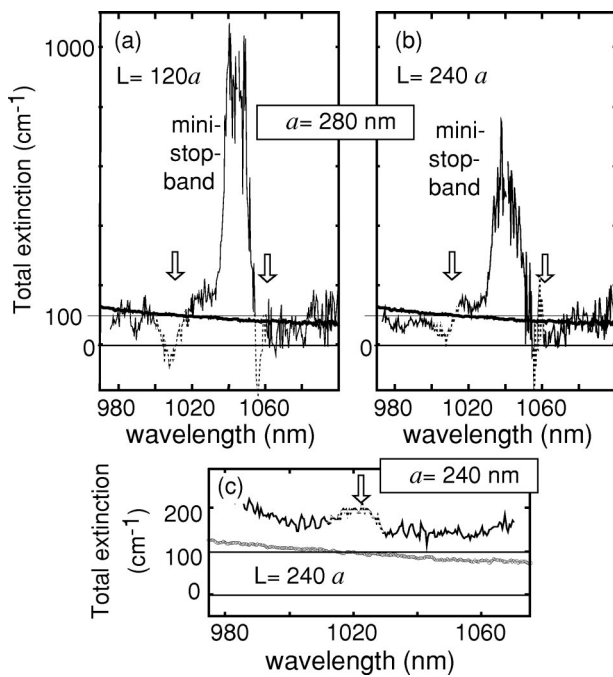 (a)
(b)
1000
L= 120a
L= 240 a
a= 280 nm
mini-
stop-
band
mini-
stop-
band
Total extinction (cm-1)
100
0
100
0
980 1020 1060
980 1020 1060
wavelength (nm)
wavelength (nm)
a= 240 nm
(c)
Total extinction
(cm-1)
200
100
0
L= 240 a
980 1020 1060
wavelength (nm)